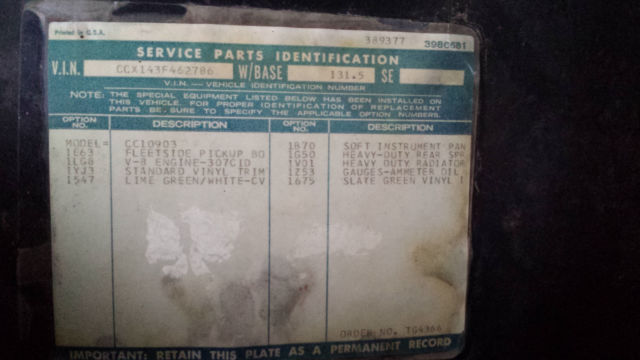 Printed in U.S.A.
389377 3980681
SERVICE PARTS IDENTIFICATION
V.I.N. CCX143F462786 W/BASE 131.5 SE
V.I.N. — VEHICLE IDENTIFICATION NUMBER
NOTE: THE SPECIAL EQUIPMENT LISTED BELOW HAS BEEN INSTALLED ON
THIS VEHICLE. FOR PROPER IDENTIFICATION OF REPLACEMENT
PARTS BE SURE TO SPECIFY THE APPLICABLE OPTION NUMBERS.
OPTION NO. DESCRIPTION OPTION NO. DESCRIPTION
MODEL= CC10903 1B70 SOFT INSTRUMENT PAN
1E63 FLEETSIDE PICKUP BO 1G50 HEAVY-DUTY REAR SPR
1LG8 V-8 ENGINE-307CID 1V01 HEAVY DUTY RADIATOR
1YJ3 STANDARD VINYL TRIM 1Z53 GAUGES-AMMETER OIL
1547 LIME GREEN/WHITE-CV 1675 SLATE GREEN VINYL
ORDER NO.
IMPORTANT: RETAIN THIS PLATE AS A PERMANENT RECORD